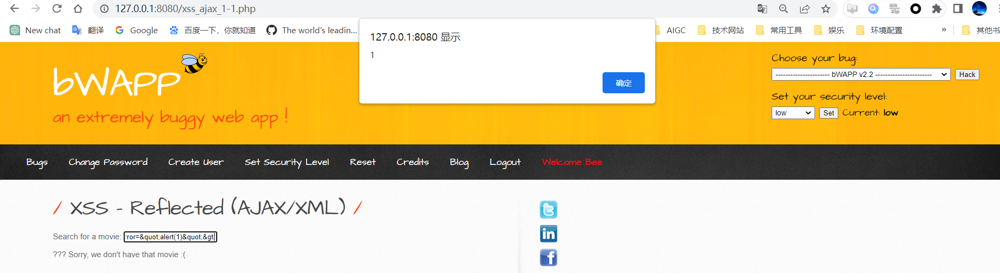 127.0.0.1:8080/xss_ajax_1-1.php
Git Zip
New chat
翻译
Google
百度一下，你就知道
The world's leadin...
AIGC
技术网站
常用工具
娱乐
环境配置
»
其他书
127.0.0.1:8080 显示
1
确定
bWAPP
an extremely buggy web app !
Choose your bug:
---------------------- bWAPP v2.2 -----------------------
Hack
Set your security level:
low
Set
Current: low
Bugs
Change Password
Create User
Set Security Level
Reset
Credits
Blog
Logout
Welcome Bee
/ XSS - Reflected (AJAX/XML) /
Search for a movie: ror=&quot;alert(1)&quot;&gt
??? Sorry, we don't have that movie :(